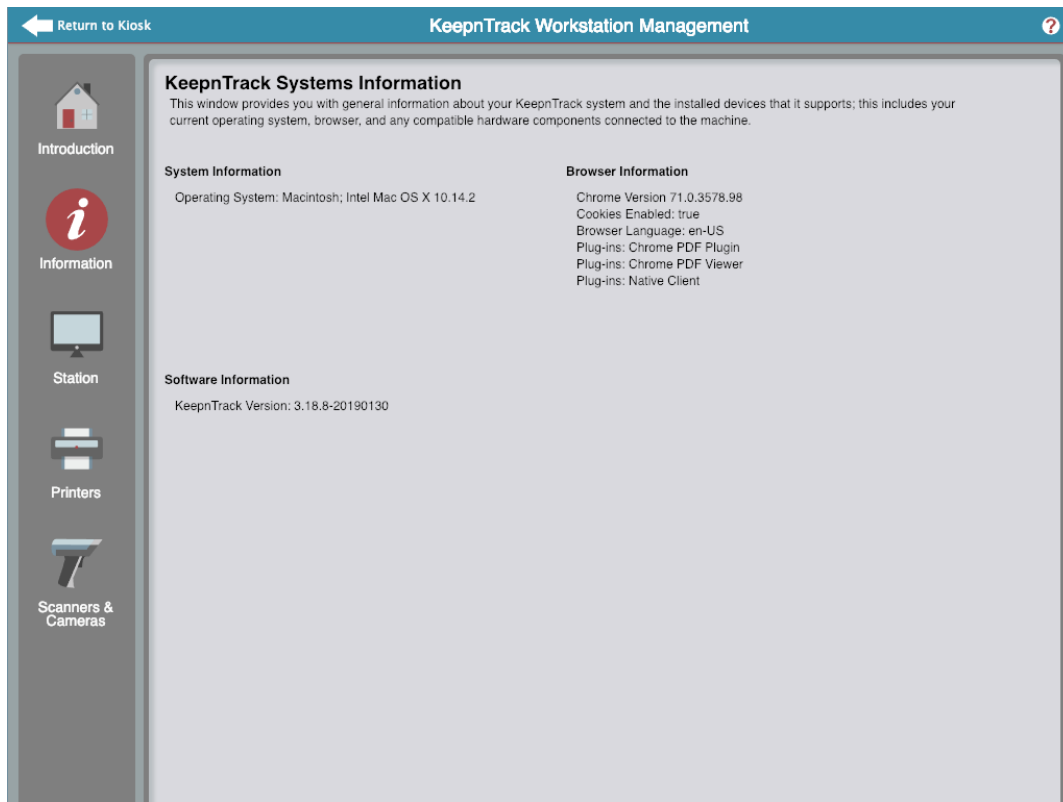 Return to Kiosk
KeepnTrack Workstation Management
?
Introduction
i
Information
Station
Printers
Scanners &
Cameras
KeepnTrack Systems Information
This window provides you with general information about your KeepnTrack system and the installed devices that it supports; this includes your
current operating system, browser, and any compatible hardware components connected to the machine.
System Information
Operating System: Macintosh; Intel Mac OS X 10.14.2
Browser Information
Chrome Version 71.0.3578.98
Cookies Enabled: true
Browser Language: en-US
Plug-ins: Chrome PDF Plugin
Plug-ins: Chrome PDF Viewer
Plug-ins: Native Client
Software Information
KeepnTrack Version: 3.18.8-20190130